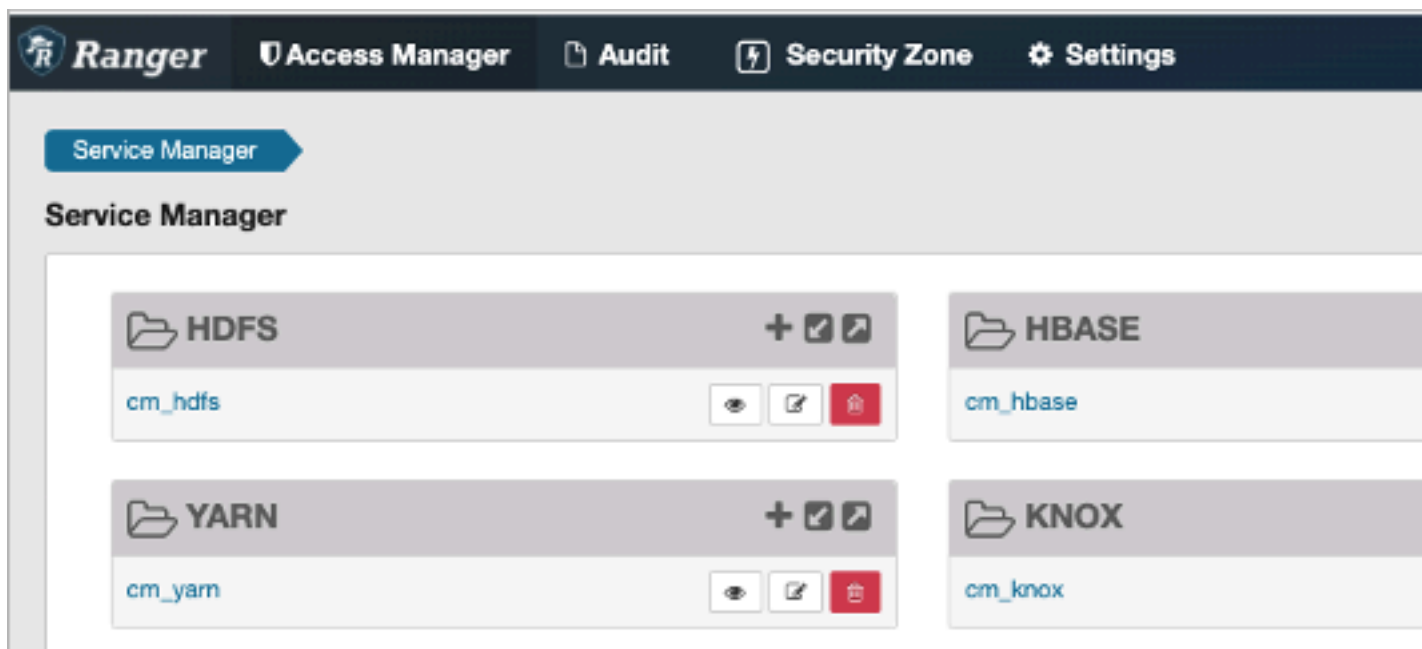 Ranger Access Manager Audit Security Zone Settings
Service Manager
Service Manager
HDFS HBASE
cm_hdfs cm_hbase
YARN KNOX
cm_yarn cm_knox